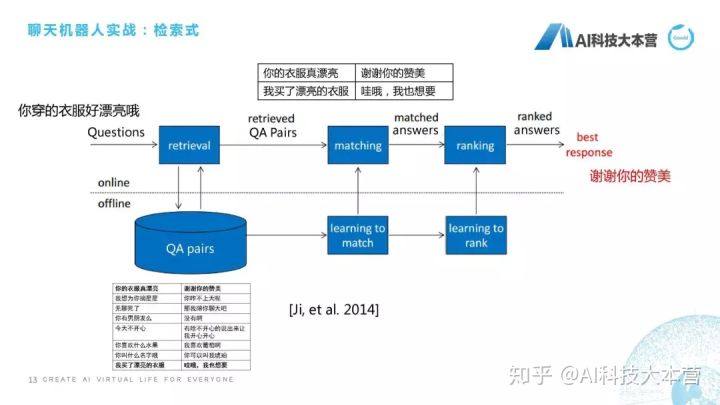 聊天机器人实战：检索式
AI科技大本营
你的衣服真漂亮 谢谢你的赞美
我买了漂亮的衣服 哇哦，我也想要
你穿的衣服好漂亮哦
Questions
retrieval
retrieved
QA Pairs
matching
matched
answers
ranking
ranked
answers
best
response
谢谢你的赞美
online
offline
QA pairs
learning to
match
learning to
rank
你的衣服真漂亮 谢谢你的赞美
我想为你摘星星 你咋不上天呢
无聊死了 那我陪你聊天吧
你有男朋友么 没有啊
今天不开心 有啥不开心的说出来让
我开心开心
你喜欢什么水果 我喜欢葡萄啊
你叫什么名字哦 你可以叫我琥珀
我买了漂亮的衣服 哇哦，我也想要
[Ji, et al. 2014]
13 CREATE AI VIRTUAL LIFE FOR EVERYONE
知乎 @AI科技大本营